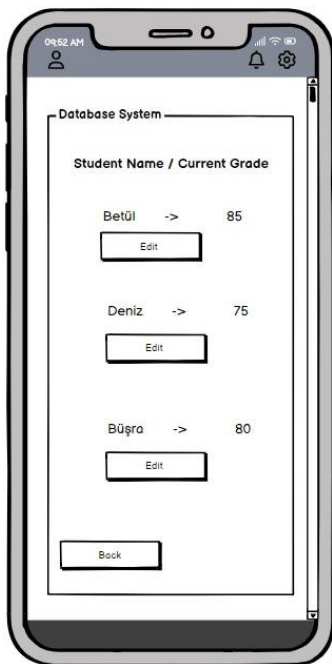 09:52 AM
Database System
Student Name / Current Grade
Betül -> 85
Edit
Deniz -> 75
Edit
Büşra -> 80
Edit
Back